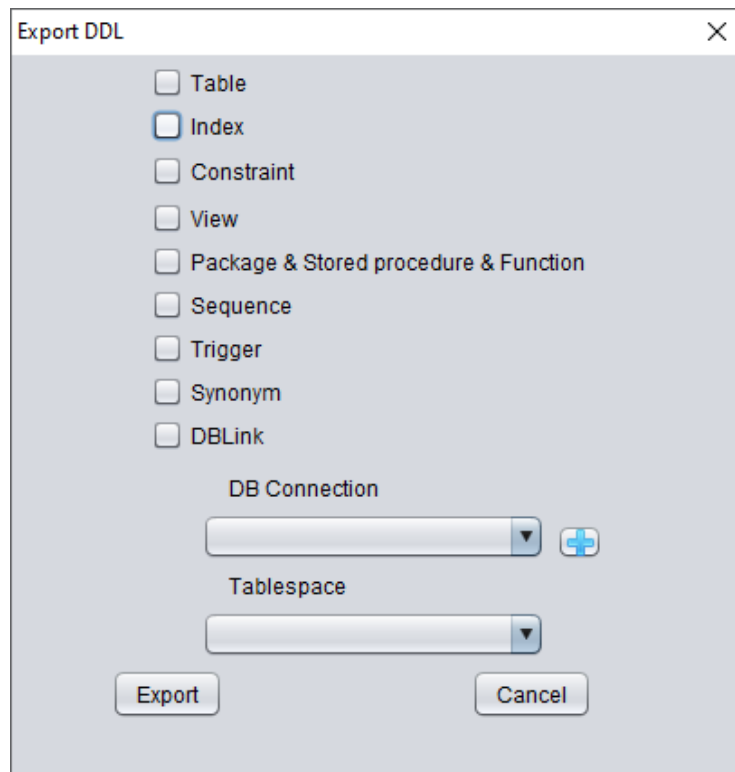 Export DDL
Table
Index
Constraint
View
Package & Stored procedure & Function
Sequence
Trigger
Synonym
DBLink
DB Connection
Tablespace
Export
Cancel